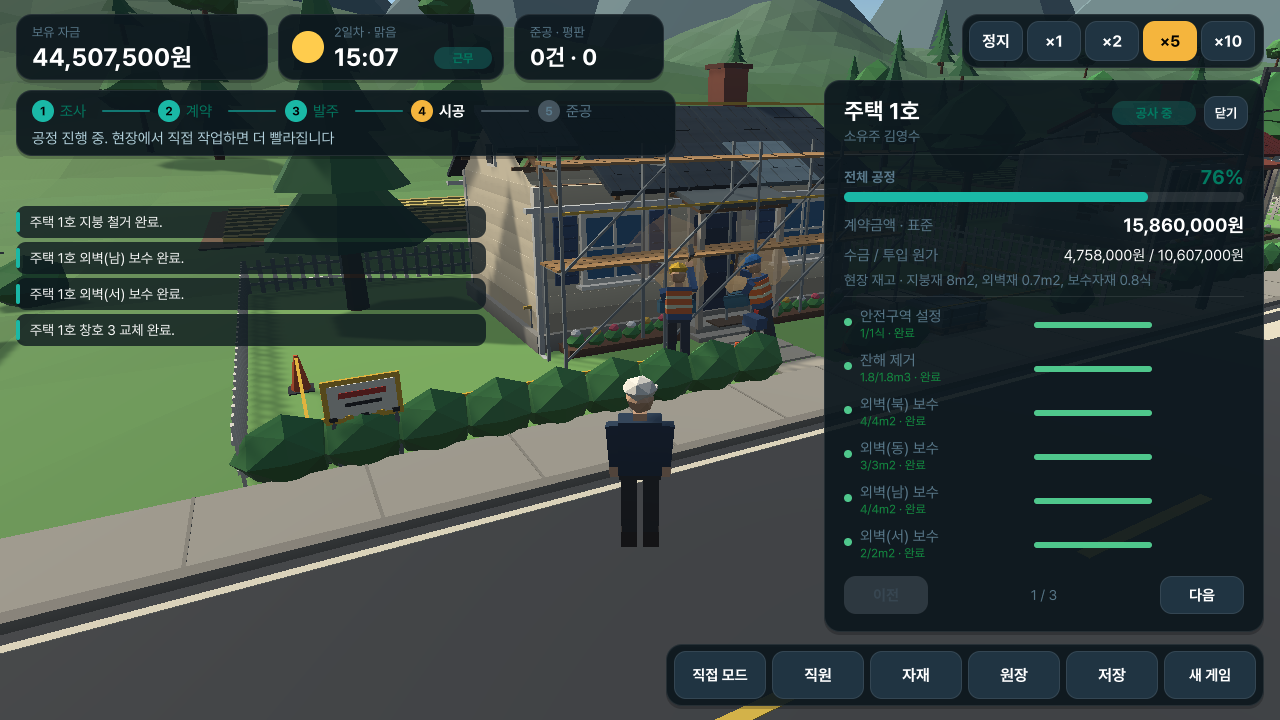 보유 자금
44,507,500원
2일차 · 맑음
15:07
근무
준공 · 평판
0건 · 0
정지
×1
×2
×5
×10
1 조사
2 계약
3 발주
4 시공
5 준공
공정 진행 중. 현장에서 직접 작업하면 더 빨라집니다
주택 1호 지붕 철거 완료.
주택 1호 외벽(남) 보수 완료.
주택 1호 외벽(서) 보수 완료.
주택 1호 창호 3 교체 완료.
주택 1호
공사 중
닫기
소유주 김영수
전체 공정
76%
계약금액 · 표준
15,860,000원
수금 / 투입 원가
4,758,000원 / 10,607,000원
현장 재고 · 지붕재 8m2, 외벽재 0.7m2, 보수자재 0.8식
안전구역 설정
1/1식 · 완료
잔해 제거
1.8/1.8m3 · 완료
외벽(북) 보수
4/4m2 · 완료
외벽(동) 보수
3/3m2 · 완료
외벽(남) 보수
4/4m2 · 완료
외벽(서) 보수
2/2m2 · 완료
이전
1 / 3
다음
직접 모드
직원
자재
원장
저장
새 게임